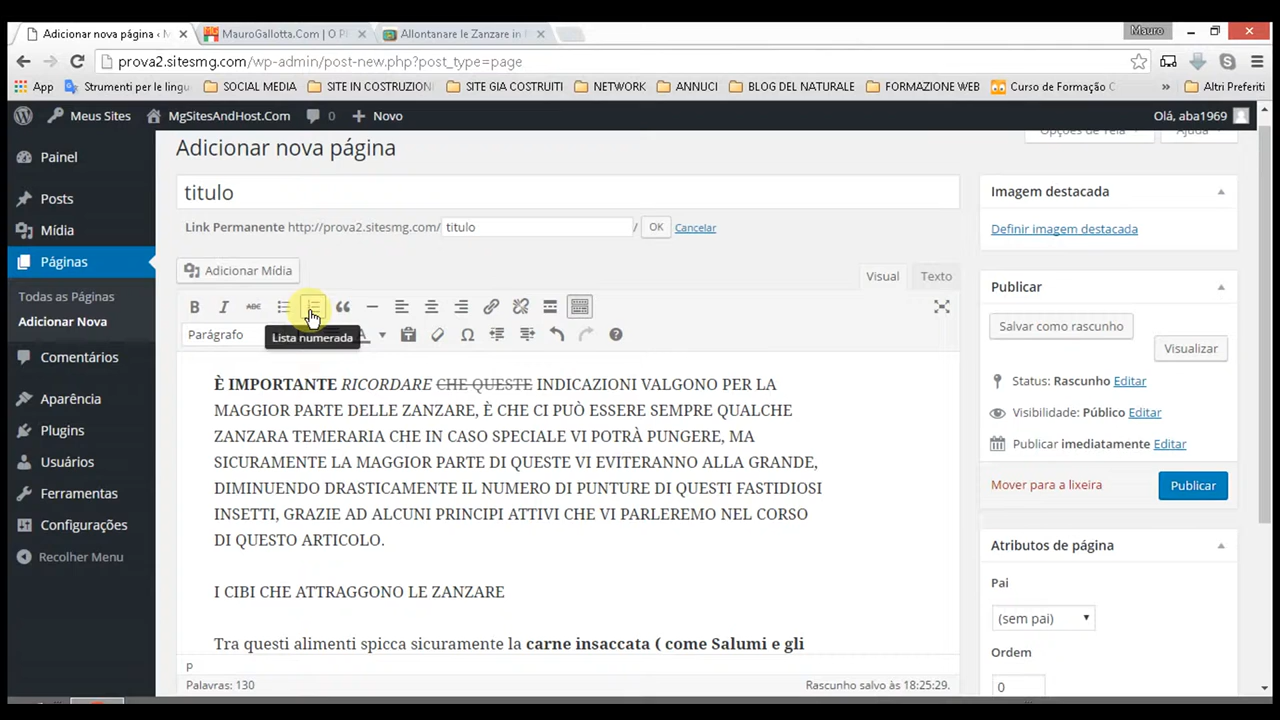 Adicionar nova página ‹ M
MauroGallotta.Com | O P
Allontanare le Zanzare in
Mauro
prova2.sitesmg.com/wp-admin/post-new.php?post_type=page
App
Strumenti per le lingu
SOCIAL MEDIA
SITE IN COSTRUZION
SITE GIA COSTRUITI
NETWORK
ANNUCI
BLOG DEL NATURALE
FORMAZIONE WEB
Curso de Formação C
»
Altri Preferiti
Meus Sites
MgSitesAndHost.Com
0
Novo
Olá, aba1969
Painel
Posts
Mídia
Páginas
Todas as Páginas
Adicionar Nova
Comentários
Aparência
Plugins
Usuários
Ferramentas
Configurações
Recolher Menu
Opções de Tela
Ajuda
Adicionar nova página
titulo
Link Permanente http://prova2.sitesmg.com/ titulo / OK Cancelar
Adicionar Mídia
Visual
Texto
B I ABC
Parágrafo
A
Lista numerada
È IMPORTANTE RICORDARE CHE QUESTE INDICAZIONI VALGONO PER LA
MAGGIOR PARTE DELLE ZANZARE, È CHE CI PUÒ ESSERE SEMPRE QUALCHE
ZANZARA TEMERARIA CHE IN CASO SPECIALE VI POTRÀ PUNGERE, MA
SICURAMENTE LA MAGGIOR PARTE DI QUESTE VI EVITERANNO ALLA GRANDE,
DIMINUENDO DRASTICAMENTE IL NUMERO DI PUNTURE DI QUESTI FASTIDIOSI
INSETTI, GRAZIE AD ALCUNI PRINCIPI ATTIVI CHE VI PARLEREMO NEL CORSO
DI QUESTO ARTICOLO.
I CIBI CHE ATTRAGGONO LE ZANZARE
Tra questi alimenti spicca sicuramente la carne insaccata ( come Salumi e gli
p
Palavras: 130
Rascunho salvo às 18:25:29.
Imagem destacada
Definir imagem destacada
Publicar
Salvar como rascunho
Visualizar
Status: Rascunho Editar
Visibilidade: Público Editar
Publicar imediatamente Editar
Mover para a lixeira
Publicar
Atributos de página
Pai
(sem pai)
Ordem
0